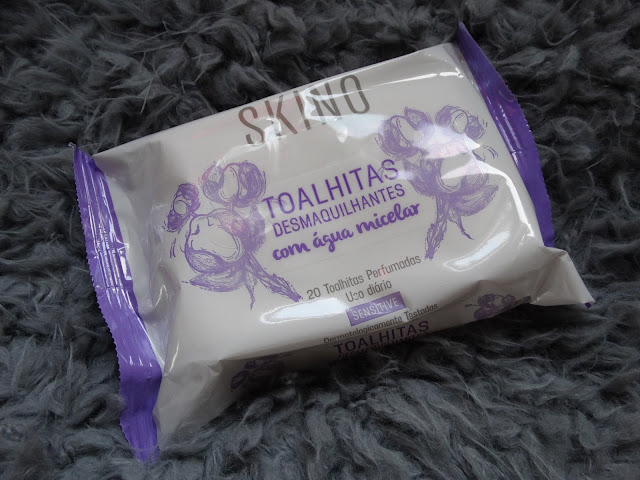 SKINO
TOALHITAS
DESMAQUILHANTES
com água micelar
20 Toalhitas Perfumadas
Uso diário
SENSITIVE
Dermatologicamente Testadas
TOALHITAS